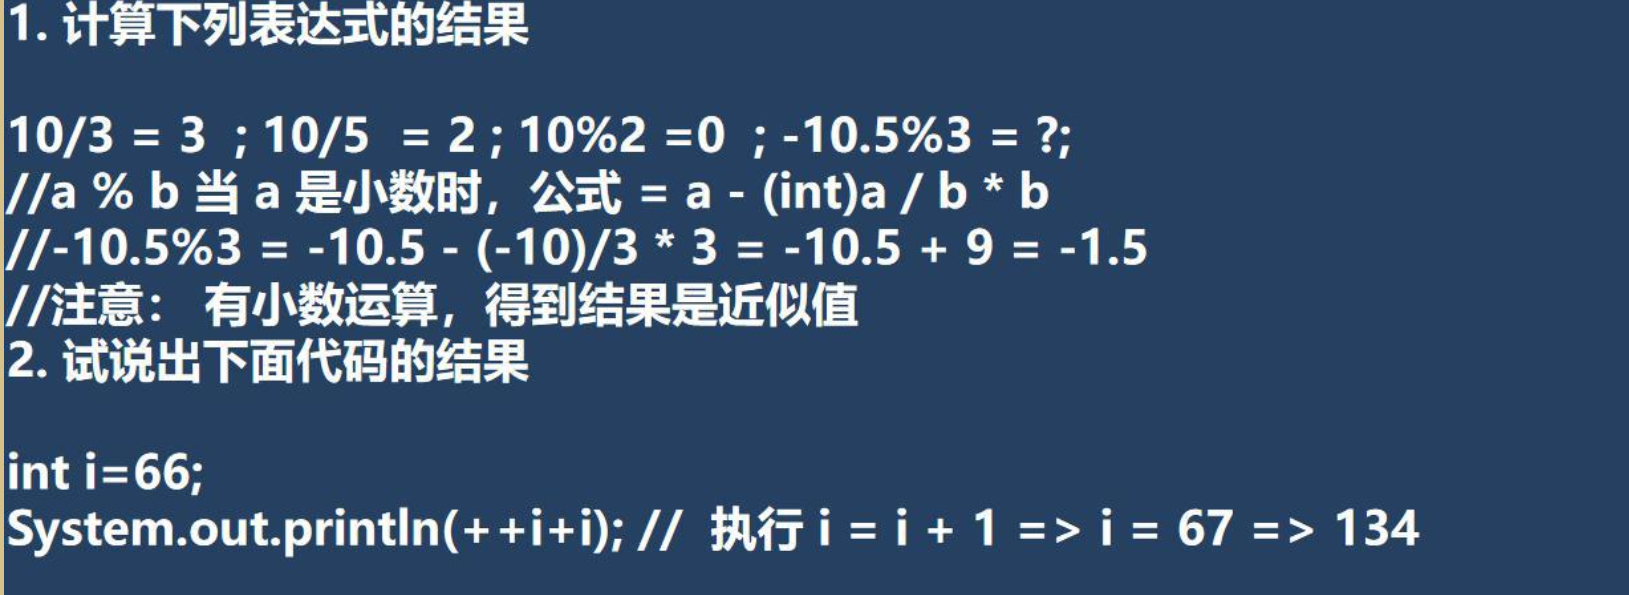 1. 计算下列表达式的结果
10/3 = 3  ; 10/5  = 2 ; 10%2 =0  ; -10.5%3 = ?;
//a % b 当 a 是小数时，公式 = a - (int)a / b * b
//-10.5%3 = -10.5 - (-10)/3 * 3 = -10.5 + 9 = -1.5
//注意： 有小数运算，得到结果是近似值
2. 试说出下面代码的结果
int i=66;
System.out.println(++i+i); //  执行 i = i + 1 => i = 67 => 134